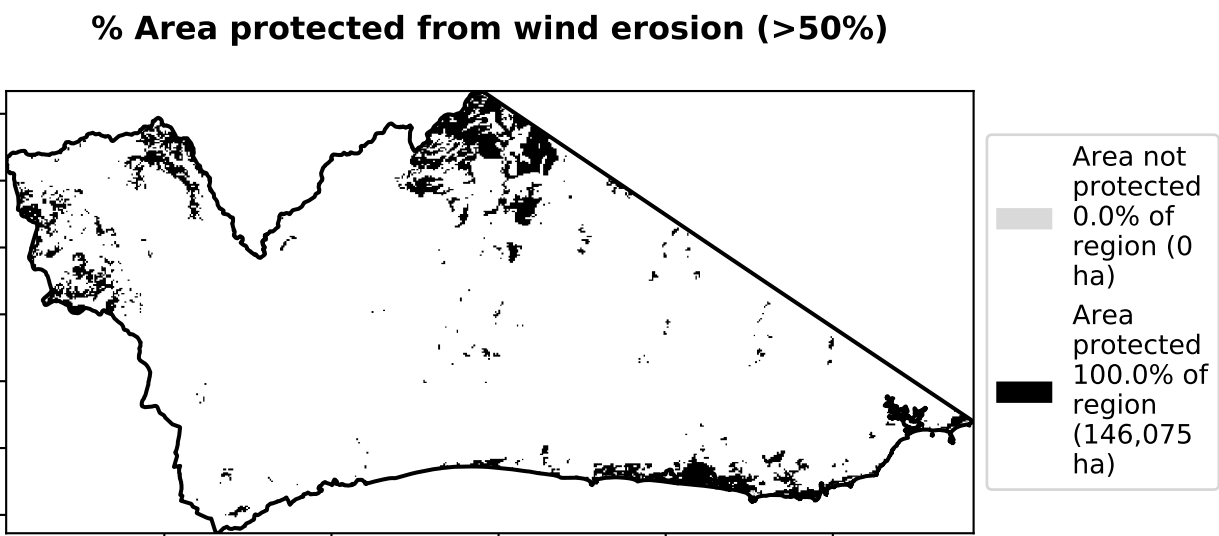 % Area protected from wind erosion (>50%)
Area not
protected
0.0% of
region (0
ha)
Area
protected
100.0% of
region
(146,075
ha)